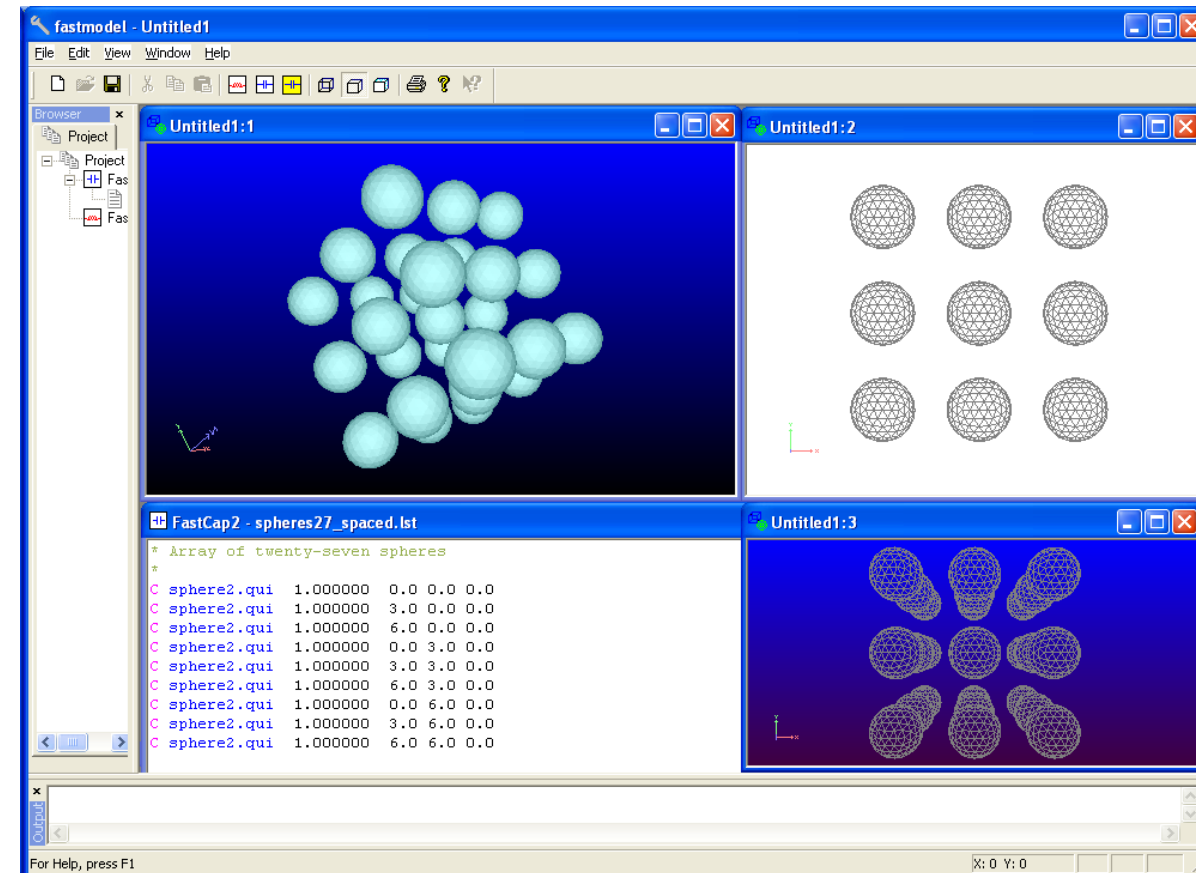 fastmodel - Untitled1
File Edit View Window Help
Browser
Project
Project
Fas
Fas
Untitled1:1
Untitled1:2
FastCap2 - spheres27_spaced.lst
* Array of twenty-seven spheres
*
C sphere2.qui 1.000000 0.0 0.0 0.0
C sphere2.qui 1.000000 3.0 0.0 0.0
C sphere2.qui 1.000000 6.0 0.0 0.0
C sphere2.qui 1.000000 0.0 3.0 0.0
C sphere2.qui 1.000000 3.0 3.0 0.0
C sphere2.qui 1.000000 6.0 3.0 0.0
C sphere2.qui 1.000000 0.0 6.0 0.0
C sphere2.qui 1.000000 3.0 6.0 0.0
C sphere2.qui 1.000000 6.0 6.0 0.0
Untitled1:3
Output
For Help, press F1
X: 0 Y: 0